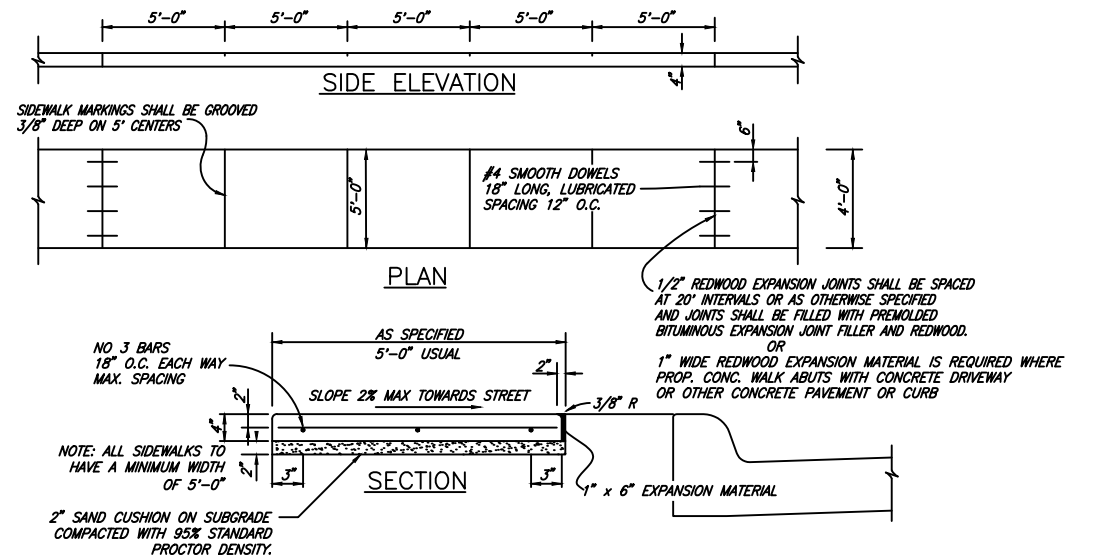 5'-0" 5'-0" 5'-0" 5'-0" 5'-0"
4"
SIDE ELEVATION
SIDEWALK MARKINGS SHALL BE GROOVED
3/8" DEEP ON 5' CENTERS
6"
#4 SMOOTH DOWELS
18" LONG, LUBRICATED
SPACING 12" O.C.
5'-0"
4'-0"
PLAN
1/2" REDWOOD EXPANSION JOINTS SHALL BE SPACED
AT 20' INTERVALS OR AS OTHERWISE SPECIFIED
AND JOINTS SHALL BE FILLED WITH PREMOLDED
BITUMINOUS EXPANSION JOINT FILLER AND REDWOOD.
OR
1" WIDE REDWOOD EXPANSION MATERIAL IS REQUIRED WHERE
PROP. CONC. WALK ABUTS WITH CONCRETE DRIVEWAY
OR OTHER CONCRETE PAVEMENT OR CURB
AS SPECIFIED
5'-0" USUAL
NO 3 BARS
18" O.C. EACH WAY
MAX. SPACING
2"
SLOPE 2% MAX TOWARDS STREET
3/8" R
2"
4"
2"
NOTE: ALL SIDEWALKS TO
HAVE A MINIMUM WIDTH
OF 5'-0"
3"
3"
SECTION
1" x 6" EXPANSION MATERIAL
2" SAND CUSHION ON SUBGRADE
COMPACTED WITH 95% STANDARD
PROCTOR DENSITY.